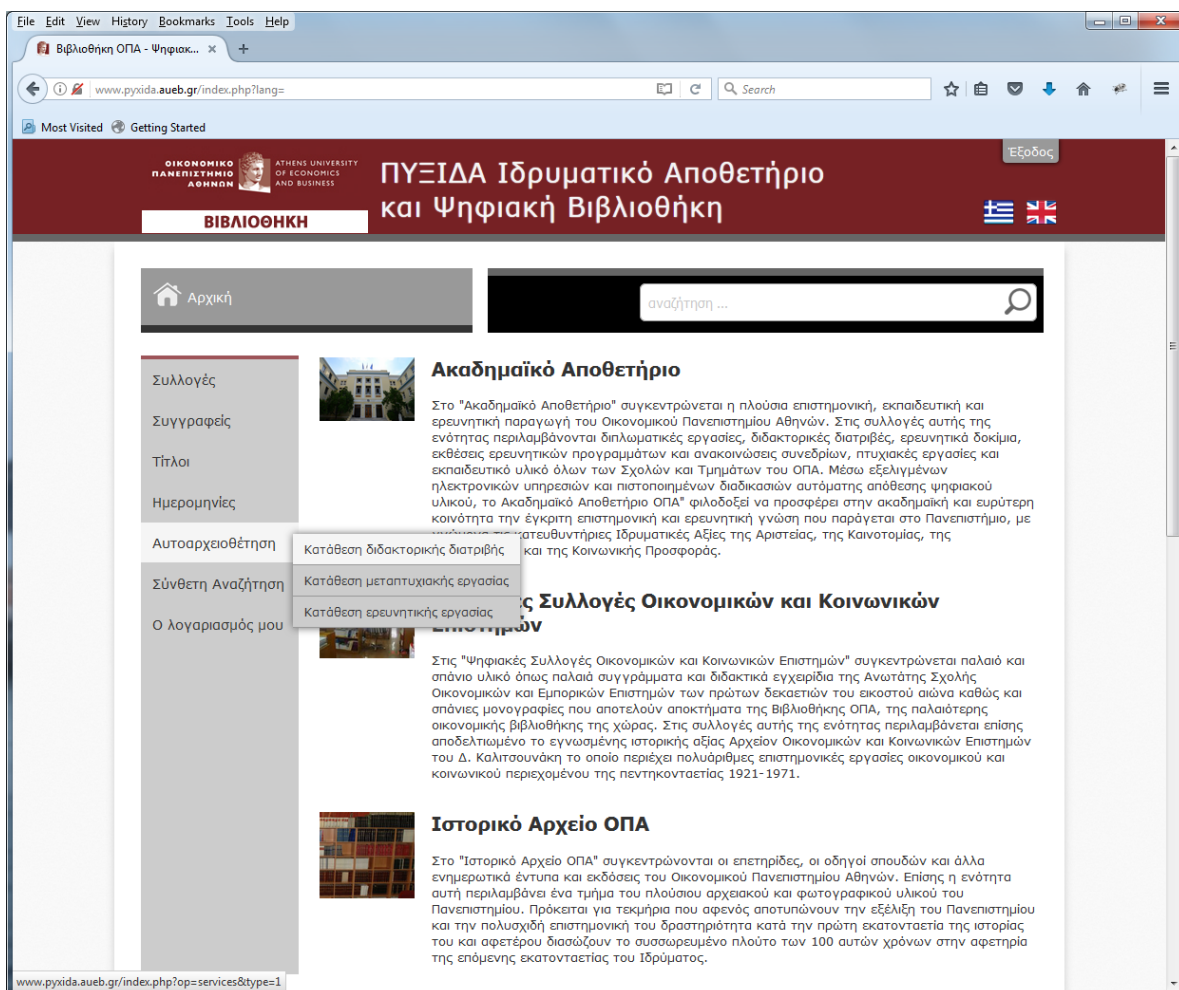 File Edit View History Bookmarks Tools Help
Βιβλιοθήκη ΟΠΑ - Ψηφιακ...
www.pyxida.aueb.gr/index.php?lang=
Search
Most Visited Getting Started
ΟΙΚΟΝΟΜΙΚΟ
ΠΑΝΕΠΙΣΤΗΜΙΟ
ΑΘΗΝΩΝ
ATHENS UNIVERSITY
OF ECONOMICS
AND BUSINESS
ΒΙΒΛΙΟΘΗΚΗ
ΠΥΞΙΔΑ Ιδρυματικό Αποθετήριο
και Ψηφιακή Βιβλιοθήκη
Έξοδος
Αρχική
αναζήτηση ...
Συλλογές
Συγγραφείς
Τίτλοι
Ημερομηνίες
Αυτοαρχειοθέτηση
Σύνθετη Αναζήτηση
Ο λογαριασμός μου
Κατάθεση διδακτορικής διατριβής
Κατάθεση μεταπτυχιακής εργασίας
Κατάθεση ερευνητικής εργασίας
Ακαδημαϊκό Αποθετήριο
Στο "Ακαδημαϊκό Αποθετήριο" συγκεντρώνεται η πλούσια επιστημονική, εκπαιδευτική και
ερευνητική παραγωγή του Οικονομικού Πανεπιστημίου Αθηνών. Στις συλλογές αυτής της
ενότητας περιλαμβάνονται διπλωματικές εργασίες, διδακτορικές διατριβές, ερευνητικά δοκίμια,
εκθέσεις ερευνητικών προγραμμάτων και ανακοινώσεις συνεδρίων, πτυχιακές εργασίες και
εκπαιδευτικό υλικό όλων των Σχολών και Τμημάτων του ΟΠΑ. Μέσω εξελιγμένων
ηλεκτρονικών υπηρεσιών και πιστοποιημένων διαδικασιών αυτόματης απόθεσης ψηφιακού
υλικού, το Ακαδημαϊκό Αποθετήριο ΟΠΑ" φιλοδοξεί να προσφέρει στην ακαδημαϊκή και ευρύτερη
κοινότητα την έγκριτη επιστημονική και ερευνητική γνώση που παράγεται στο Πανεπιστήμιο, με
κατευθυντήριες Ιδρυματικές Αξίες της Αριστείας, της Καινοτομίας, της
και της Κοινωνικής Προσφοράς.
ς Συλλογές Οικονομικών και Κοινωνικών
Επιστημών
Στις "Ψηφιακές Συλλογές Οικονομικών και Κοινωνικών Επιστημών" συγκεντρώνεται παλαιό και
σπάνιο υλικό όπως παλαιά συγγράμματα και διδακτικά εγχειρίδια της Ανωτάτης Σχολής
Οικονομικών και Εμπορικών Επιστημών των πρώτων δεκαετιών του εικοστού αιώνα καθώς και
σπάνιες μονογραφίες που αποτελούν αποκτήματα της Βιβλιοθήκης ΟΠΑ, της παλαιότερης
οικονομικής βιβλιοθήκης της χώρας. Στις συλλογές αυτής της ενότητας περιλαμβάνεται επίσης
αποδελτιωμένο το εγνωσμένης ιστορικής αξίας Αρχείον Οικονομικών και Κοινωνικών Επιστημών
του Δ. Καλιτσουνάκη το οποίο περιέχει πολυάριθμες επιστημονικές εργασίες οικονομικού και
κοινωνικού περιεχομένου της πεντηκονταετίας 1921-1971.
Ιστορικό Αρχείο ΟΠΑ
Στο "Ιστορικό Αρχείο ΟΠΑ" συγκεντρώνονται οι επετηρίδες, οι οδηγοί σπουδών και άλλα
ενημερωτικά έντυπα και εκδόσεις του Οικονομικού Πανεπιστημίου Αθηνών. Επίσης η ενότητα
αυτή περιλαμβάνει ένα τμήμα του πλούσιου αρχειακού και φωτογραφικού υλικού του
Πανεπιστημίου. Πρόκειται για τεκμήρια που αφενός αποτυπώνουν την εξέλιξη του Πανεπιστημίου
και την πολυσχιδή επιστημονική του δραστηριότητα κατά την πρώτη εκατονταετία της ιστορίας
του και αφετέρου διασώζουν το συσσωρευμένο πλούτο των 100 αυτών χρόνων στην αφετηρία
της επόμενης εκατονταετίας του Ιδρύματος.
www.pyxida.aueb.gr/index.php?op=services&type=1